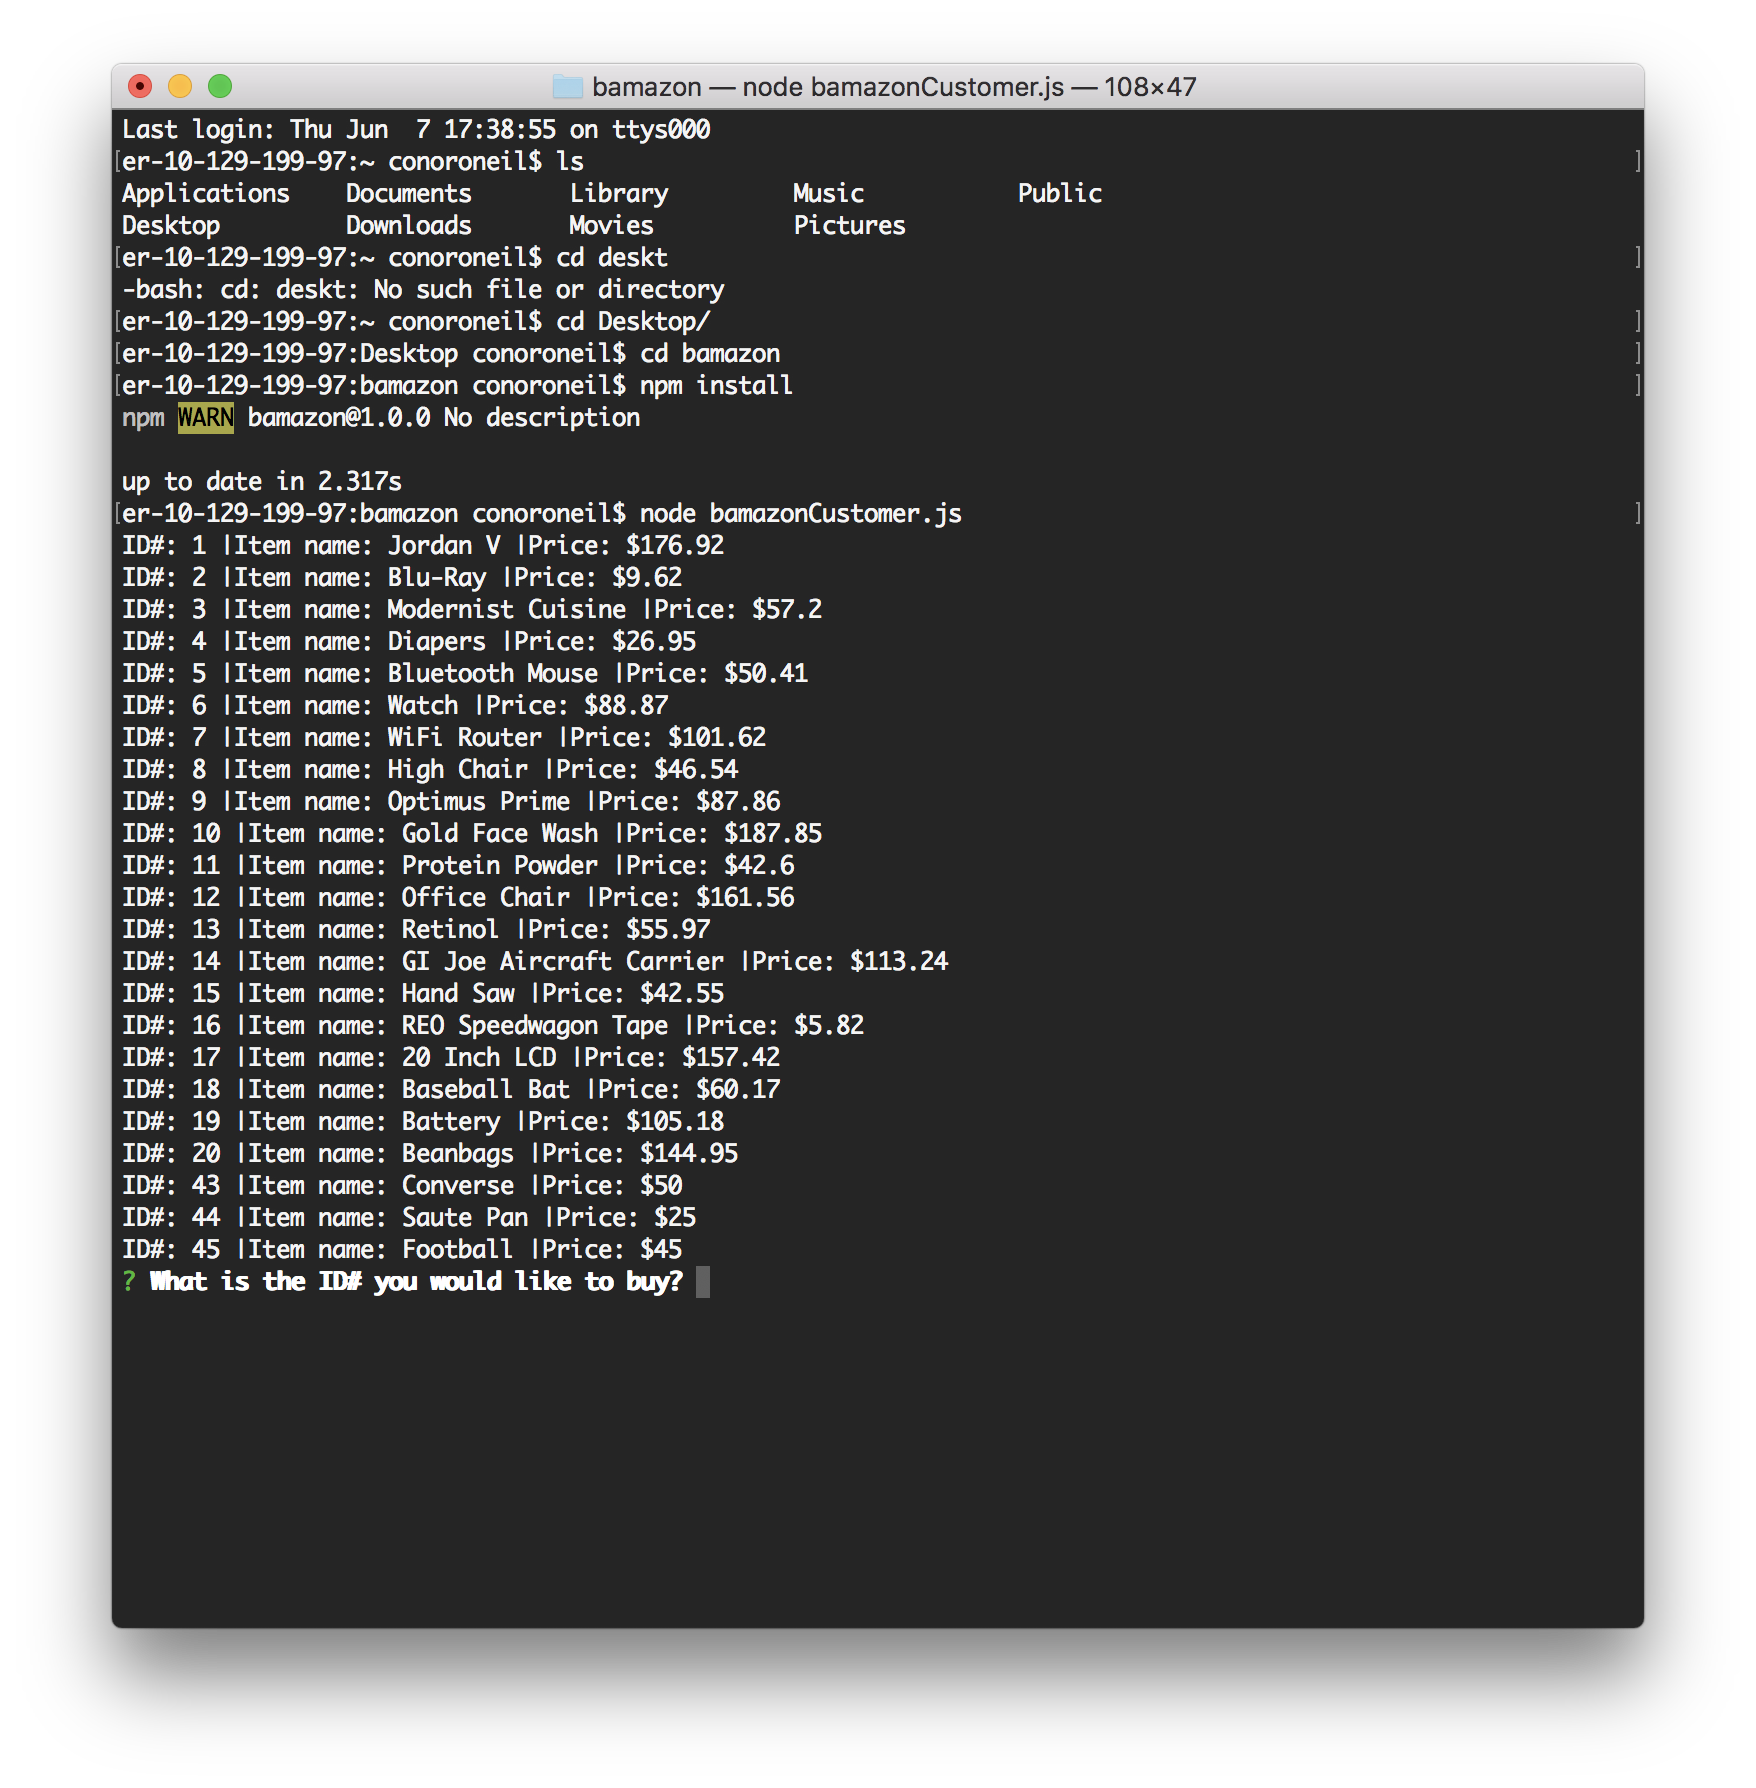 bamazon — node bamazonCustomer.js — 108×47
Last login: Thu Jun  7 17:38:55 on ttys000
[er-10-129-199-97:~ conoroneil$ ls ]
Applications    Documents       Library         Music           Public
Desktop         Downloads       Movies          Pictures
[er-10-129-199-97:~ conoroneil$ cd deskt ]
-bash: cd: deskt: No such file or directory
[er-10-129-199-97:~ conoroneil$ cd Desktop/ ]
[er-10-129-199-97:Desktop conoroneil$ cd bamazon ]
[er-10-129-199-97:bamazon conoroneil$ npm install ]
npm WARN bamazon@1.0.0 No description
up to date in 2.317s
[er-10-129-199-97:bamazon conoroneil$ node bamazonCustomer.js ]
ID#: 1 |Item name: Jordan V |Price: $176.92
ID#: 2 |Item name: Blu-Ray |Price: $9.62
ID#: 3 |Item name: Modernist Cuisine |Price: $57.2
ID#: 4 |Item name: Diapers |Price: $26.95
ID#: 5 |Item name: Bluetooth Mouse |Price: $50.41
ID#: 6 |Item name: Watch |Price: $88.87
ID#: 7 |Item name: WiFi Router |Price: $101.62
ID#: 8 |Item name: High Chair |Price: $46.54
ID#: 9 |Item name: Optimus Prime |Price: $87.86
ID#: 10 |Item name: Gold Face Wash |Price: $187.85
ID#: 11 |Item name: Protein Powder |Price: $42.6
ID#: 12 |Item name: Office Chair |Price: $161.56
ID#: 13 |Item name: Retinol |Price: $55.97
ID#: 14 |Item name: GI Joe Aircraft Carrier |Price: $113.24
ID#: 15 |Item name: Hand Saw |Price: $42.55
ID#: 16 |Item name: REO Speedwagon Tape |Price: $5.82
ID#: 17 |Item name: 20 Inch LCD |Price: $157.42
ID#: 18 |Item name: Baseball Bat |Price: $60.17
ID#: 19 |Item name: Battery |Price: $105.18
ID#: 20 |Item name: Beanbags |Price: $144.95
ID#: 43 |Item name: Converse |Price: $50
ID#: 44 |Item name: Saute Pan |Price: $25
ID#: 45 |Item name: Football |Price: $45
? What is the ID# you would like to buy?